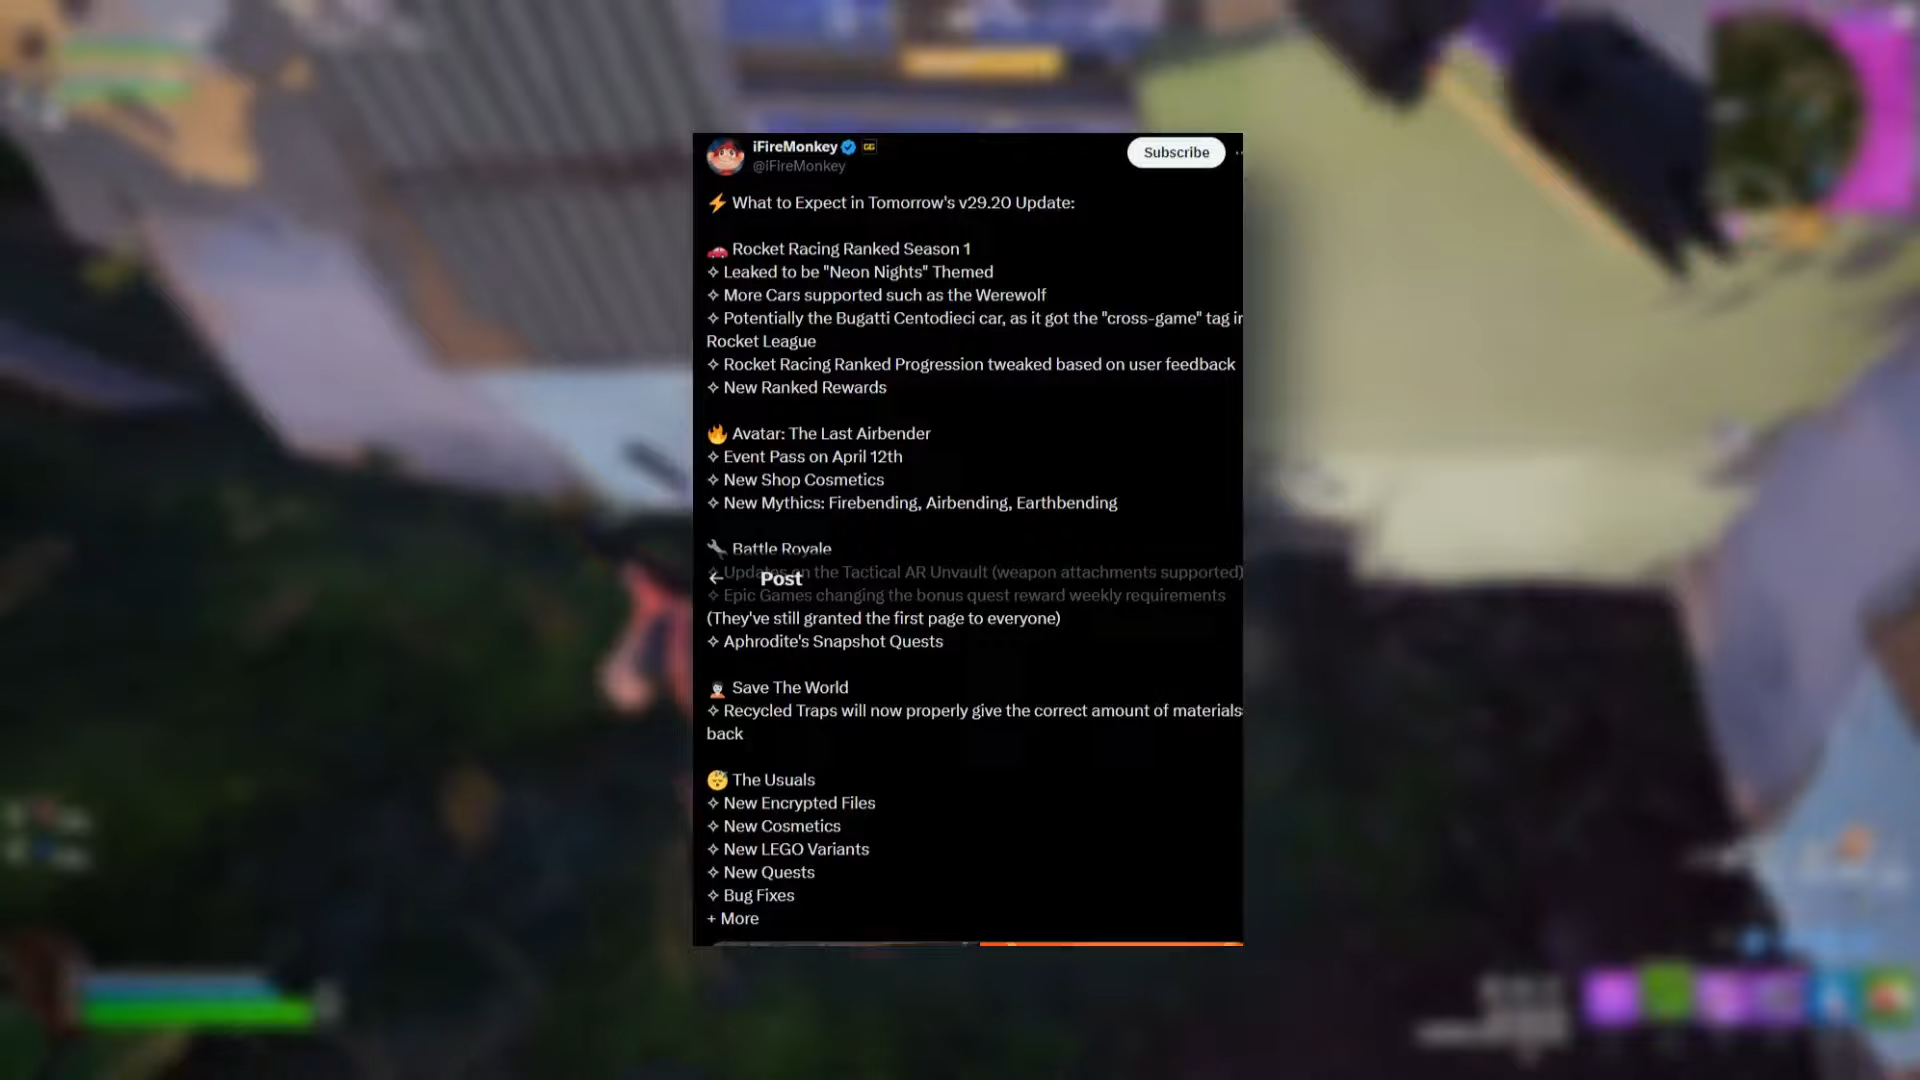 iFireMonkey
@iFireMonkey
Subscribe
⚡ What to Expect in Tomorrow's v29.20 Update:
🚗 Rocket Racing Ranked Season 1
✧ Leaked to be "Neon Nights" Themed
✧ More Cars supported such as the Werewolf
✧ Potentially the Bugatti Centodieci car, as it got the "cross-game" tag in
Rocket League
✧ Rocket Racing Ranked Progression tweaked based on user feedback
✧ New Ranked Rewards
🔥 Avatar: The Last Airbender
✧ Event Pass on April 12th
✧ New Shop Cosmetics
✧ New Mythics: Firebending, Airbending, Earthbending
🔧 Battle Royale
✧ Updates on the Tactical AR Unvault (weapon attachments supported)
← Post
✧ Epic Games changing the bonus quest reward weekly requirements
(They've still granted the first page to everyone)
✧ Aphrodite's Snapshot Quests
Save The World
✧ Recycled Traps will now properly give the correct amount of materials
back
😴 The Usuals
✧ New Encrypted Files
✧ New Cosmetics
✧ New LEGO Variants
✧ New Quests
✧ Bug Fixes
+ More